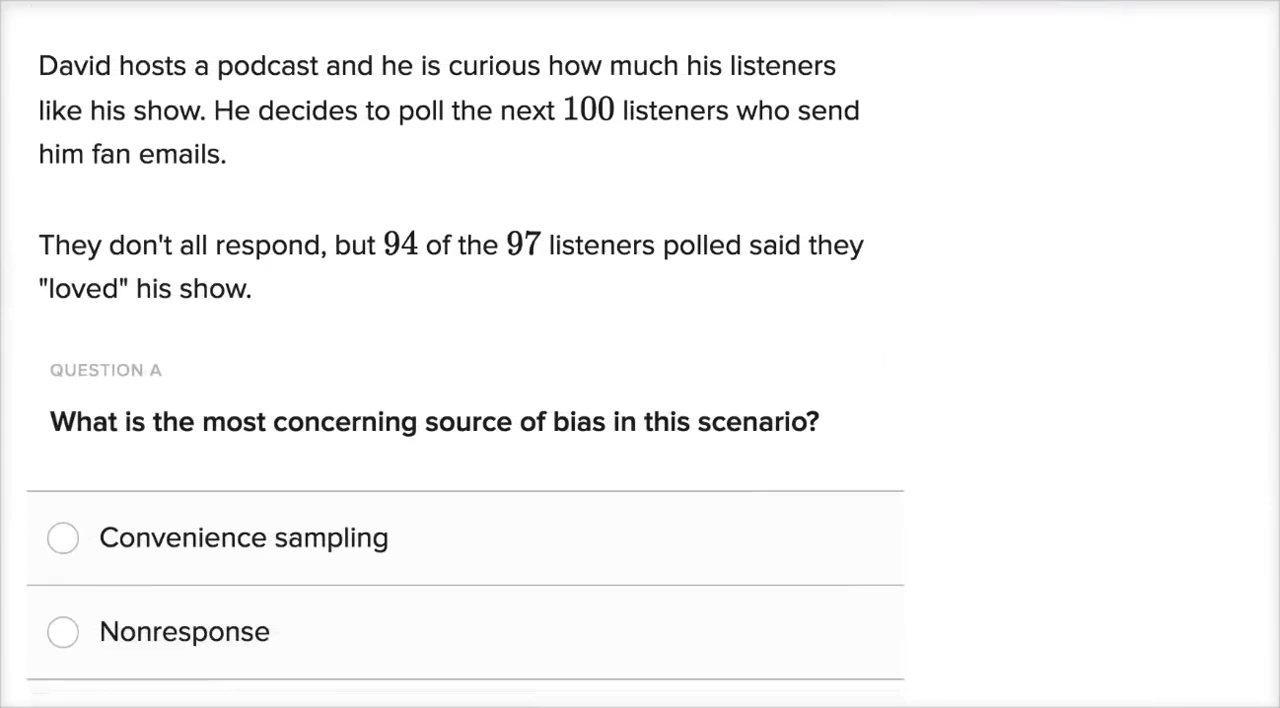 David hosts a podcast and he is curious how much his listeners
like his show. He decides to poll the next 100 listeners who send
him fan emails.
They don't all respond, but 94 of the 97 listeners polled said they
"loved" his show.
QUESTION A
What is the most concerning source of bias in this scenario?
Convenience sampling
Nonresponse